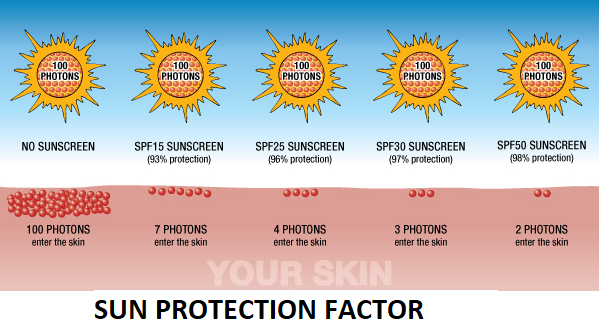 100
PHOTONS
100
PHOTONS
100
PHOTONS
100
PHOTONS
100
PHOTONS
NO SUNSCREEN
SPF15 SUNSCREEN
(93% protection)
SPF25 SUNSCREEN
(96% protection)
SPF30 SUNSCREEN
(97% protection)
SPF50 SUNSCREEN
(98% protection)
100 PHOTONS
enter the skin
7 PHOTONS
enter the skin
4 PHOTONS
enter the skin
3 PHOTONS
enter the skin
2 PHOTONS
enter the skin
YOUR SKIN
SUN PROTECTION FACTOR